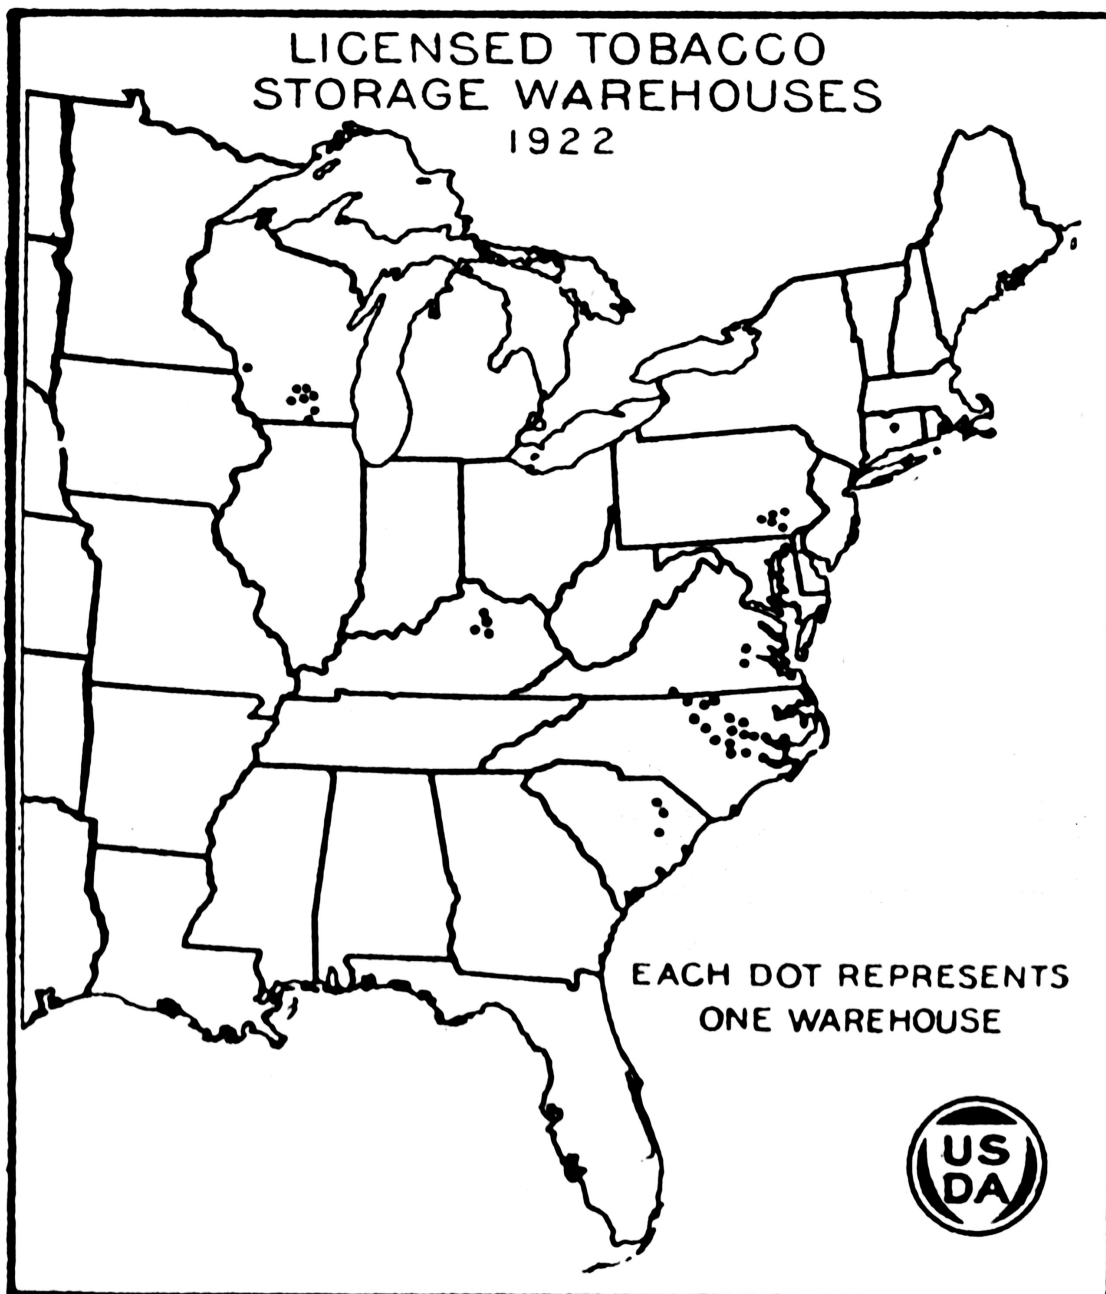 LICENSED TOBACCO
STORAGE WAREHOUSES
1922
EACH DOT REPRESENTS
ONE WAREHOUSE
US
DA